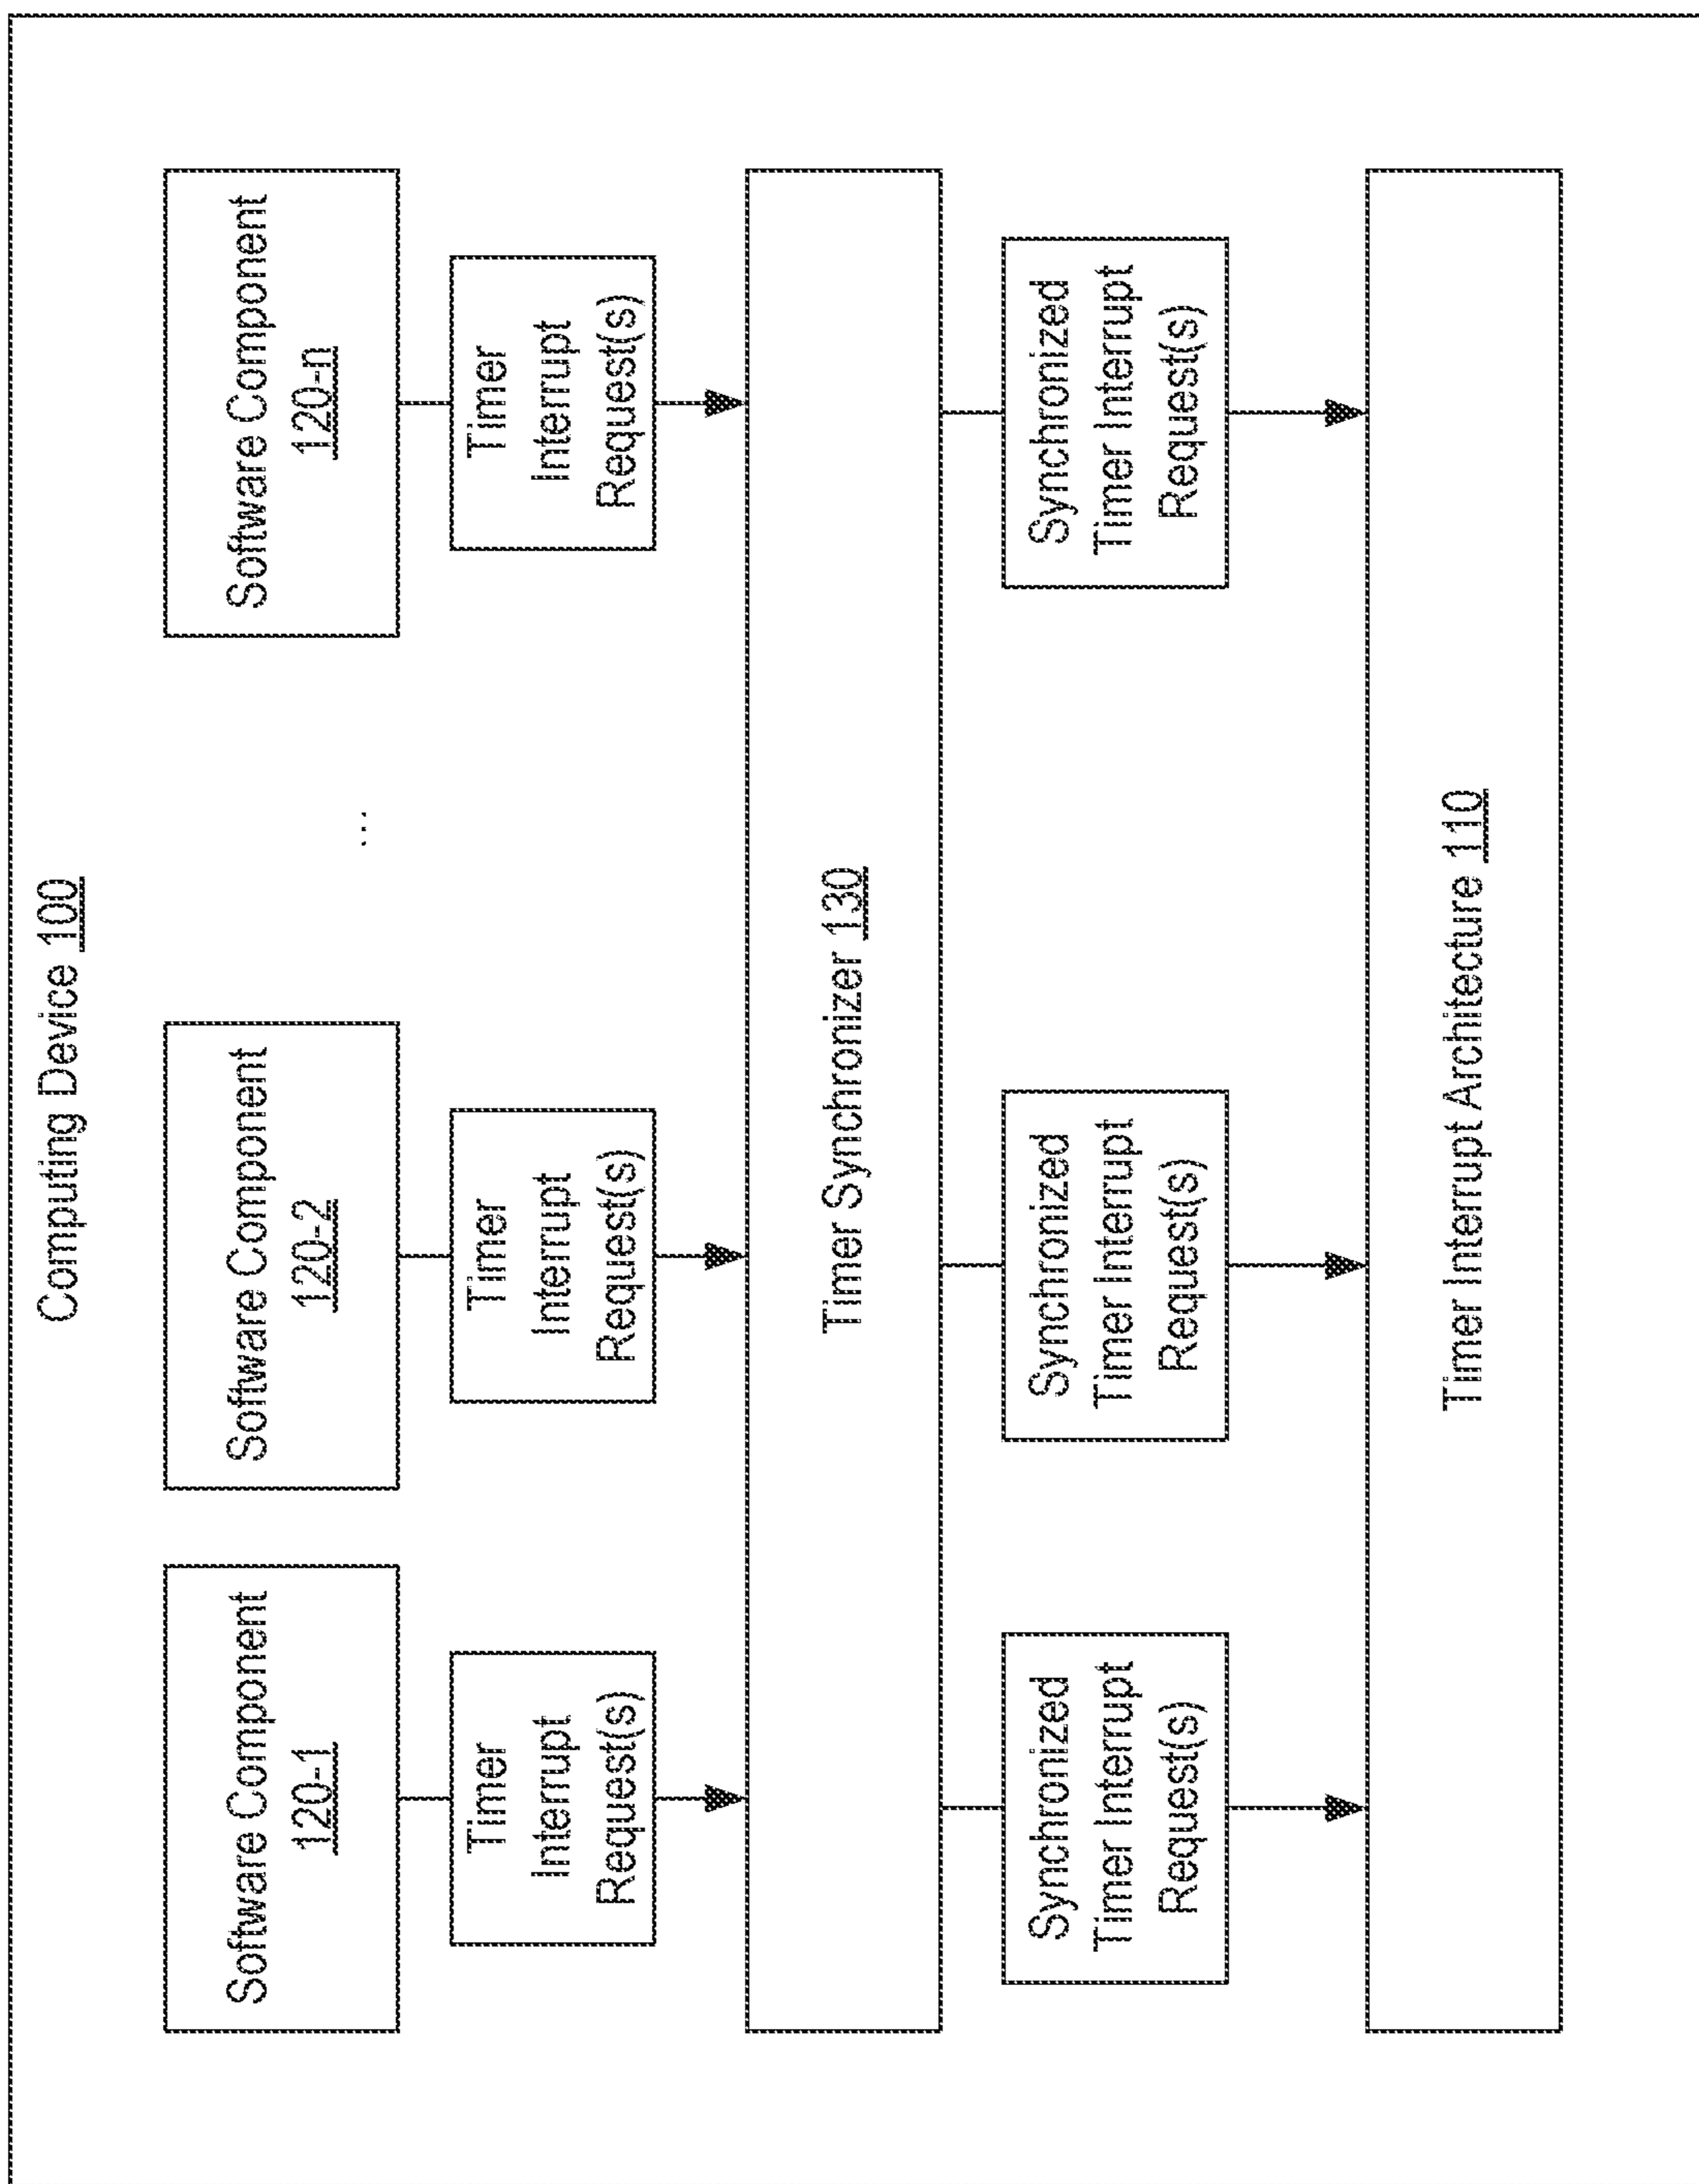 Computing Device 100
Software Component
120-1
Software Component
120-2
...
Software Component
120-n
Timer
Interrupt
Request(s)
Timer
Interrupt
Request(s)
Timer
Interrupt
Request(s)
Timer Synchronizer 130
Synchronized
Timer Interrupt
Request(s)
Synchronized
Timer Interrupt
Request(s)
Synchronized
Timer Interrupt
Request(s)
Timer Interrupt Architecture 110